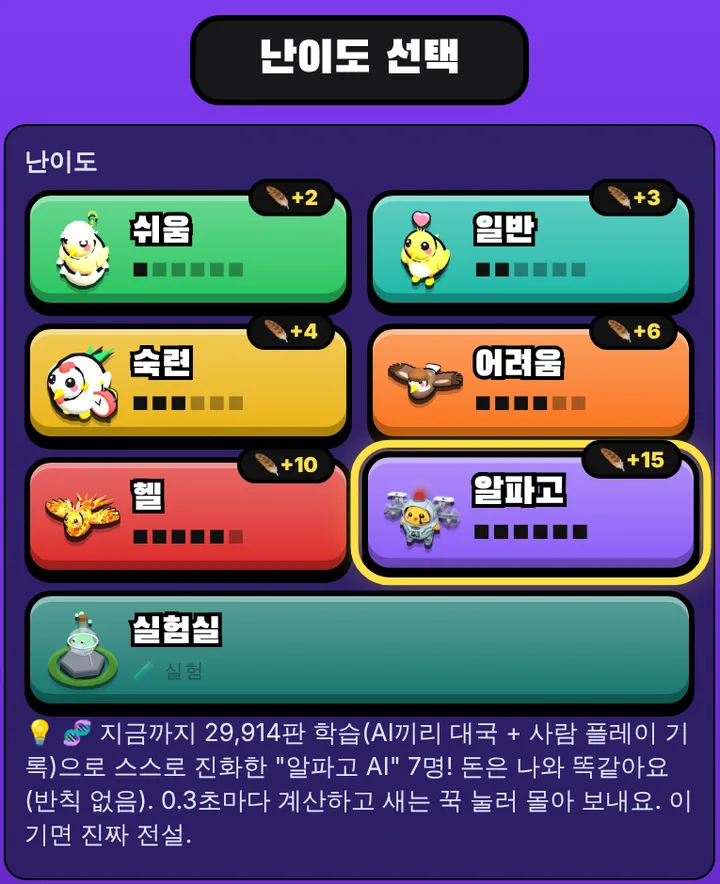 난이도 선택
난이도
+2
쉬움
+3
일반
+4
숙련
+6
어려움
+10
헬
+15
알파고
실험실
실험
💡 🧬 지금까지 29,914판 학습(AI끼리 대국 + 사람 플레이 기
록)으로 스스로 진화한 "알파고 AI" 7명! 돈은 나와 똑같아요
(반칙 없음). 0.3초마다 계산하고 새는 꾹 눌러 몰아 보내요. 이
기면 진짜 전설.